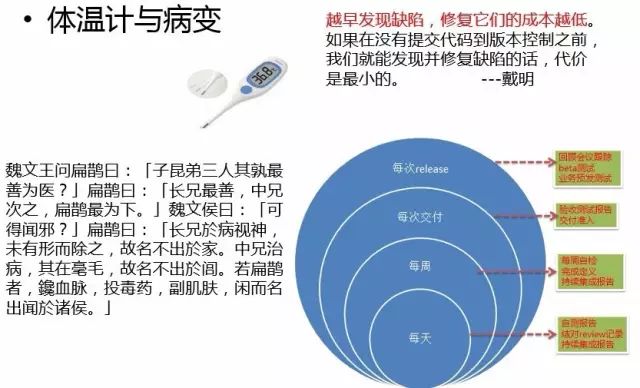 • 体温计与病变
越早发现缺陷，修复它们的成本越低。
如果在没有提交代码到版本控制之前，
我们就能发现并修复缺陷的话，代价
是最小的。 ---戴明
36.8
魏文王问扁鹊曰：「子昆弟三人其孰最
善为医？」扁鹊曰：「长兄最善，中兄
次之，扁鹊最为下。」魏文侯曰：「可
得闻邪？」扁鹊曰：「长兄於病视神，
未有形而除之，故名不出於家。中兄治
病，其在毫毛，故名不出於闾。若扁鹊
者，鑱血脉，投毒药，副肌肤，闲而名
出闻於诸侯。」
每次release
回顾会议跟踪
beta测试
业务预发测试
每次交付
验收测试报告
交付准入
每周
每周自检
完成定义
持续集成报告
每天
自测报告
结对review记录
持续集成报告